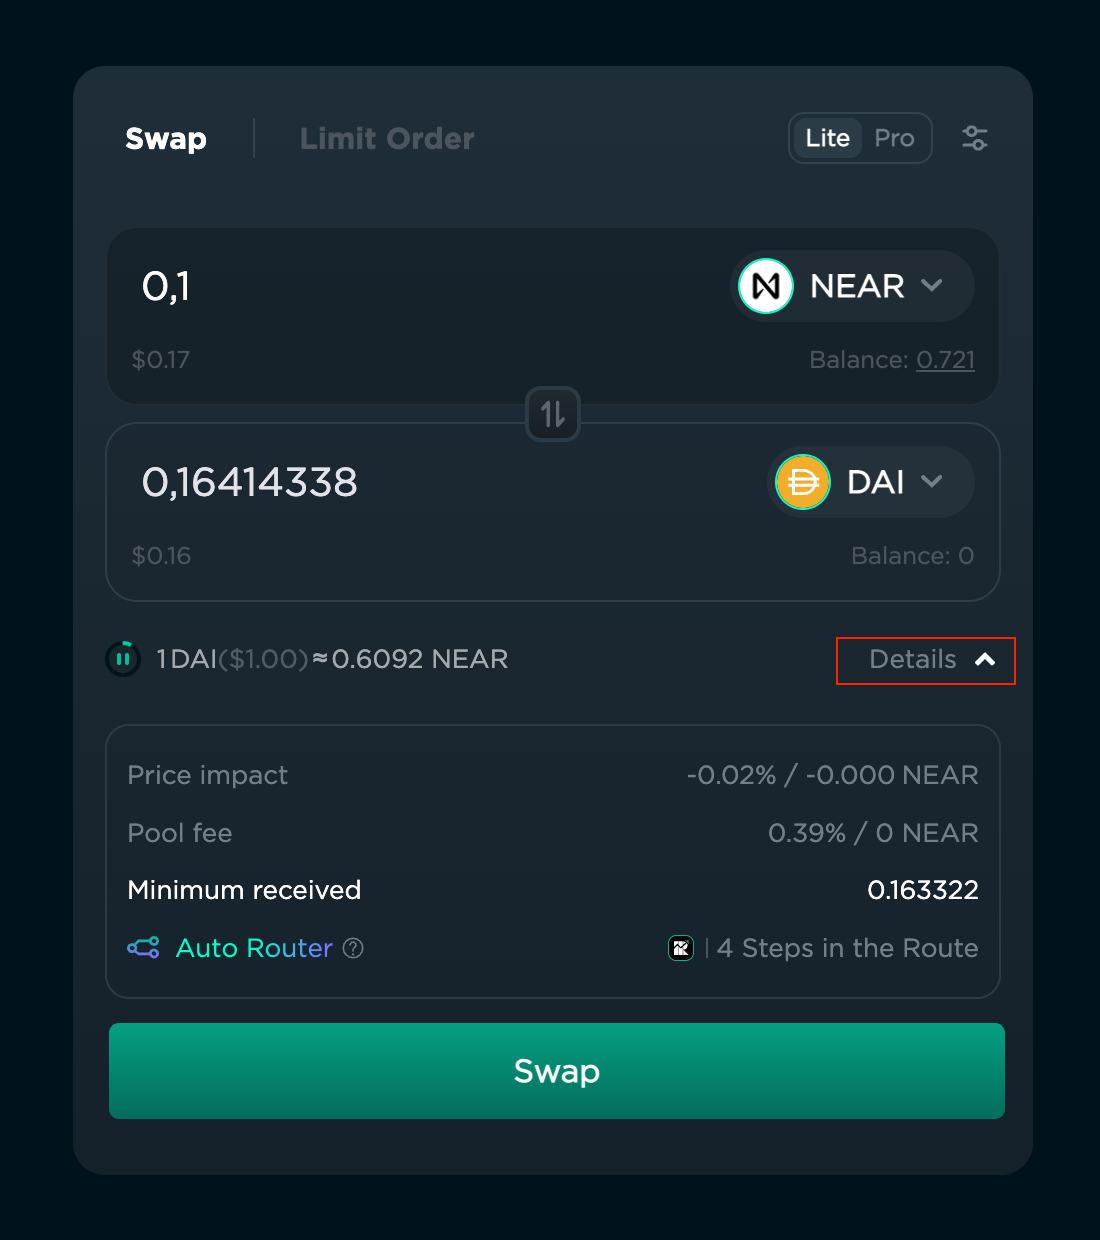 Swap Limit Order Lite Pro
0,1 NEAR
$0.17 Balance: 0.721
0,16414338 DAI
$0.16 Balance: 0
1 DAI($1.00)≈0.6092 NEAR Details
Price impact -0.02% / -0.000 NEAR
Pool fee 0.39% / 0 NEAR
Minimum received 0.163322
Auto Router ? | 4 Steps in the Route
Swap